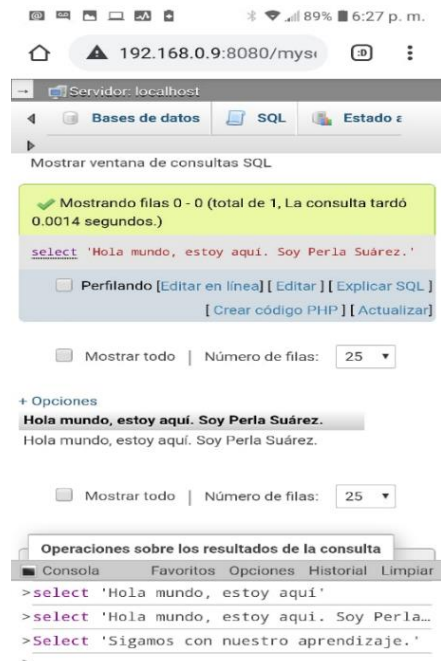 89% 6:27 p. m.
192.168.0.9:8080/mys
:D
Servidor: localhost
Bases de datos SQL Estado a
Mostrar ventana de consultas SQL
Mostrando filas 0 - 0 (total de 1, La consulta tardó
0.0014 segundos.)
select 'Hola mundo, estoy aquí. Soy Perla Suárez.'
Perfilando [Editar en línea] [ Editar ] [ Explicar SQL ]
[ Crear código PHP ] [ Actualizar]
Mostrar todo | Número de filas: 25
+ Opciones
Hola mundo, estoy aquí. Soy Perla Suárez.
Hola mundo, estoy aquí. Soy Perla Suárez.
Mostrar todo | Número de filas: 25
Operaciones sobre los resultados de la consulta
Consola Favoritos Opciones Historial Limpiar
>select 'Hola mundo, estoy aquí'
>select 'Hola mundo, estoy aqui. Soy Perla…
>Select 'Sigamos con nuestro aprendizaje.'